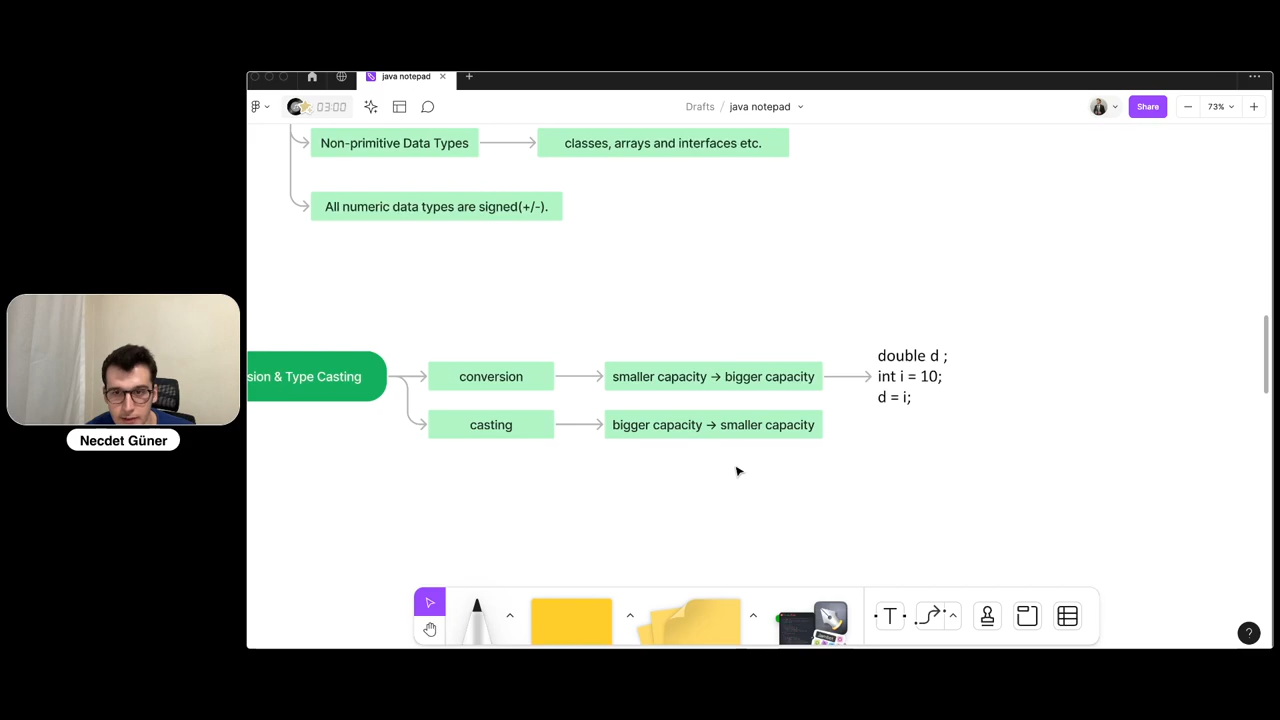 java notepad
03:00
Drafts / java notepad
Share
73%
Non-primitive Data Types
classes, arrays and interfaces etc.
All numeric data types are signed(+/-).
sion & Type Casting
conversion
smaller capacity → bigger capacity
double d ;
int i = 10;
d = i;
casting
bigger capacity → smaller capacity
Necdet Güner
T
?